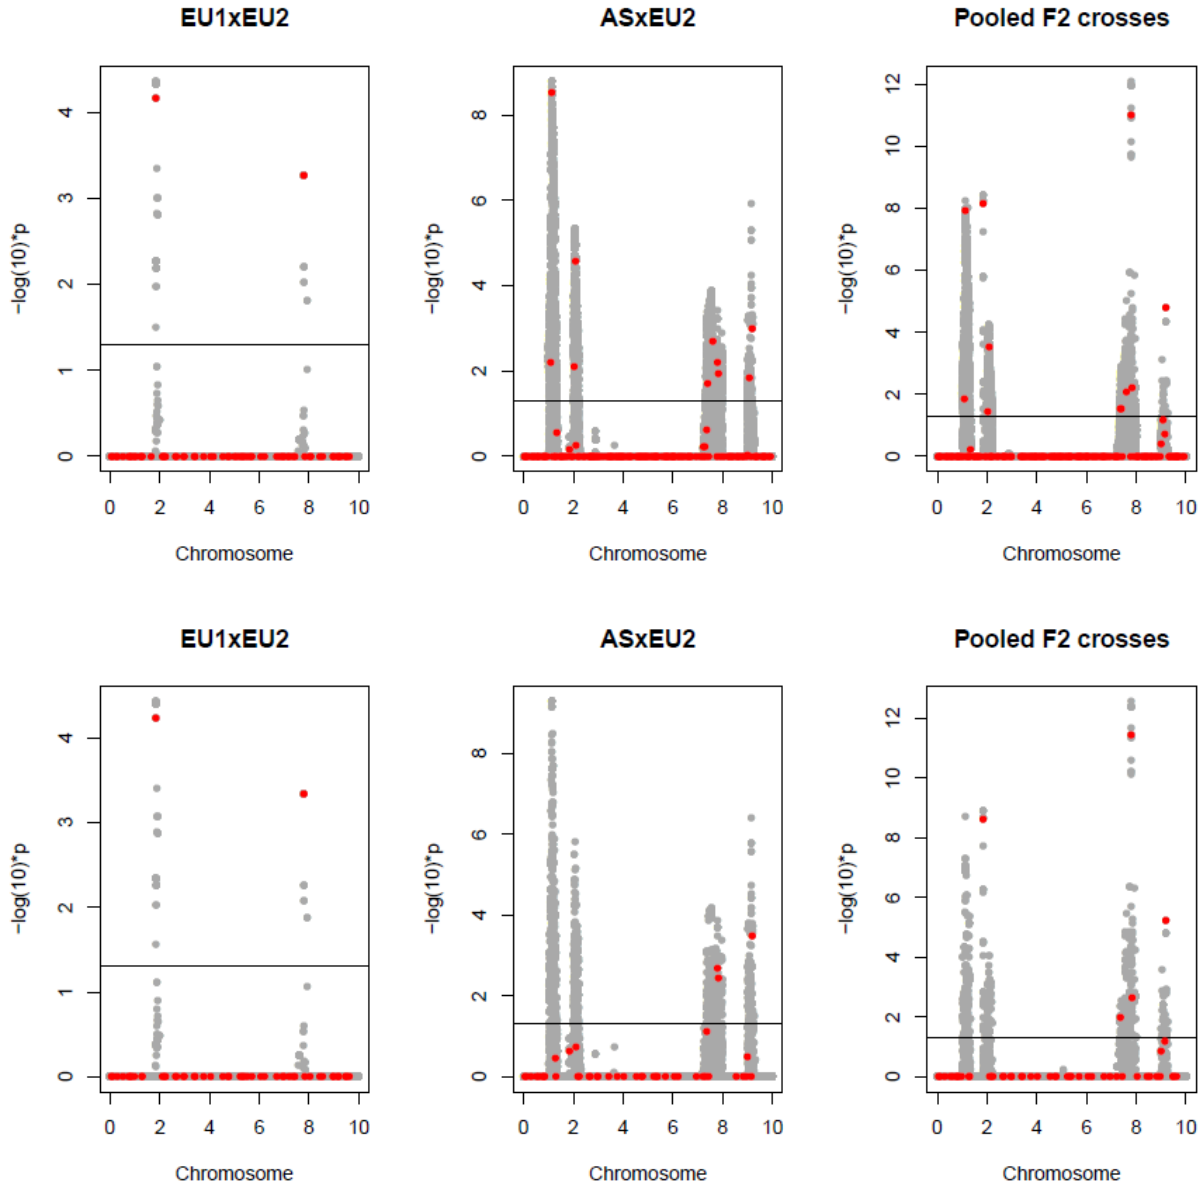 EU1xEU2
ASxEU2
Pooled F2 crosses
−log(10)*p
0 1 2 3 4
0 2 4 6 8 10
Chromosome
−log(10)*p
0 2 4 6 8
0 2 4 6 8 10
Chromosome
−log(10)*p
0 2 4 6 8 10 12
0 2 4 6 8 10
Chromosome
EU1xEU2
ASxEU2
Pooled F2 crosses
−log(10)*p
0 1 2 3 4
0 2 4 6 8 10
Chromosome
−log(10)*p
0 2 4 6 8
0 2 4 6 8 10
Chromosome
−log(10)*p
0 2 4 6 8 10 12
0 2 4 6 8 10
Chromosome